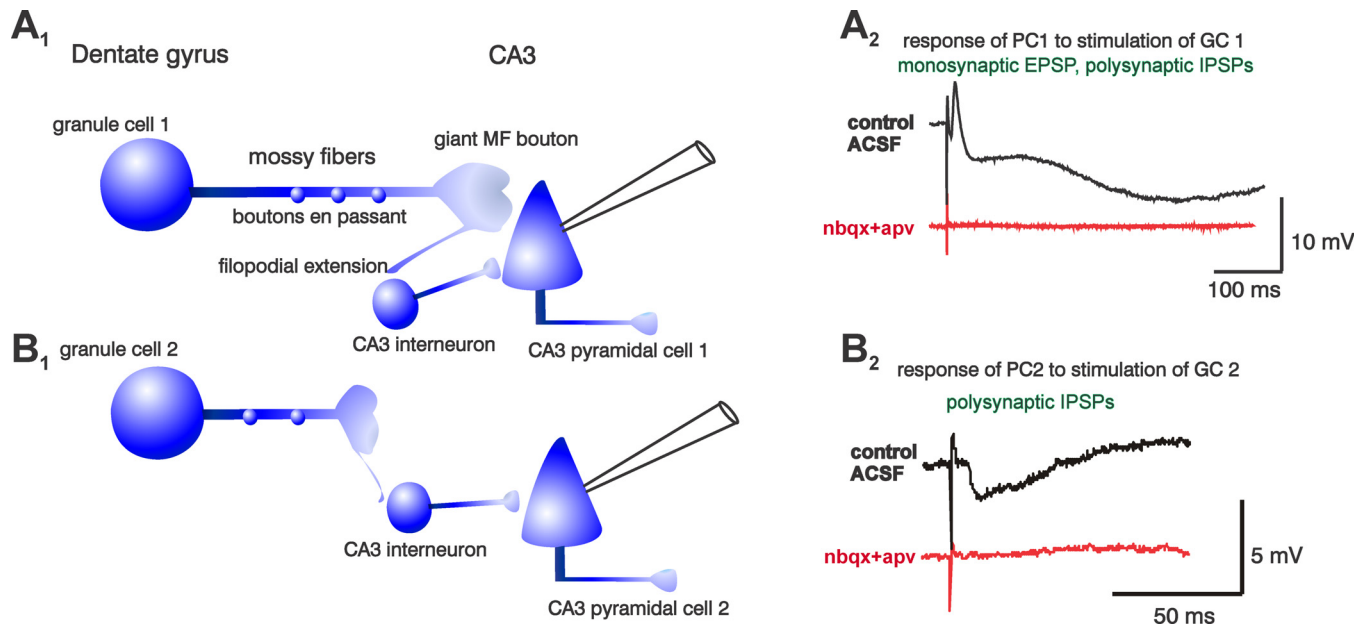 A1
Dentate gyrus
CA3
granule cell 1
giant MF bouton
mossy fibers
boutons en passant
filopodial extension
CA3 interneuron
CA3 pyramidal cell 1
A2
response of PC1 to stimulation of GC 1
monosynaptic EPSP, polysynaptic IPSPs
control
ACSF
nbqx+apv
10 mV
100 ms
B1
granule cell 2
CA3 interneuron
CA3 pyramidal cell 2
B2
response of PC2 to stimulation of GC 2
polysynaptic IPSPs
control
ACSF
nbqx+apv
5 mV
50 ms